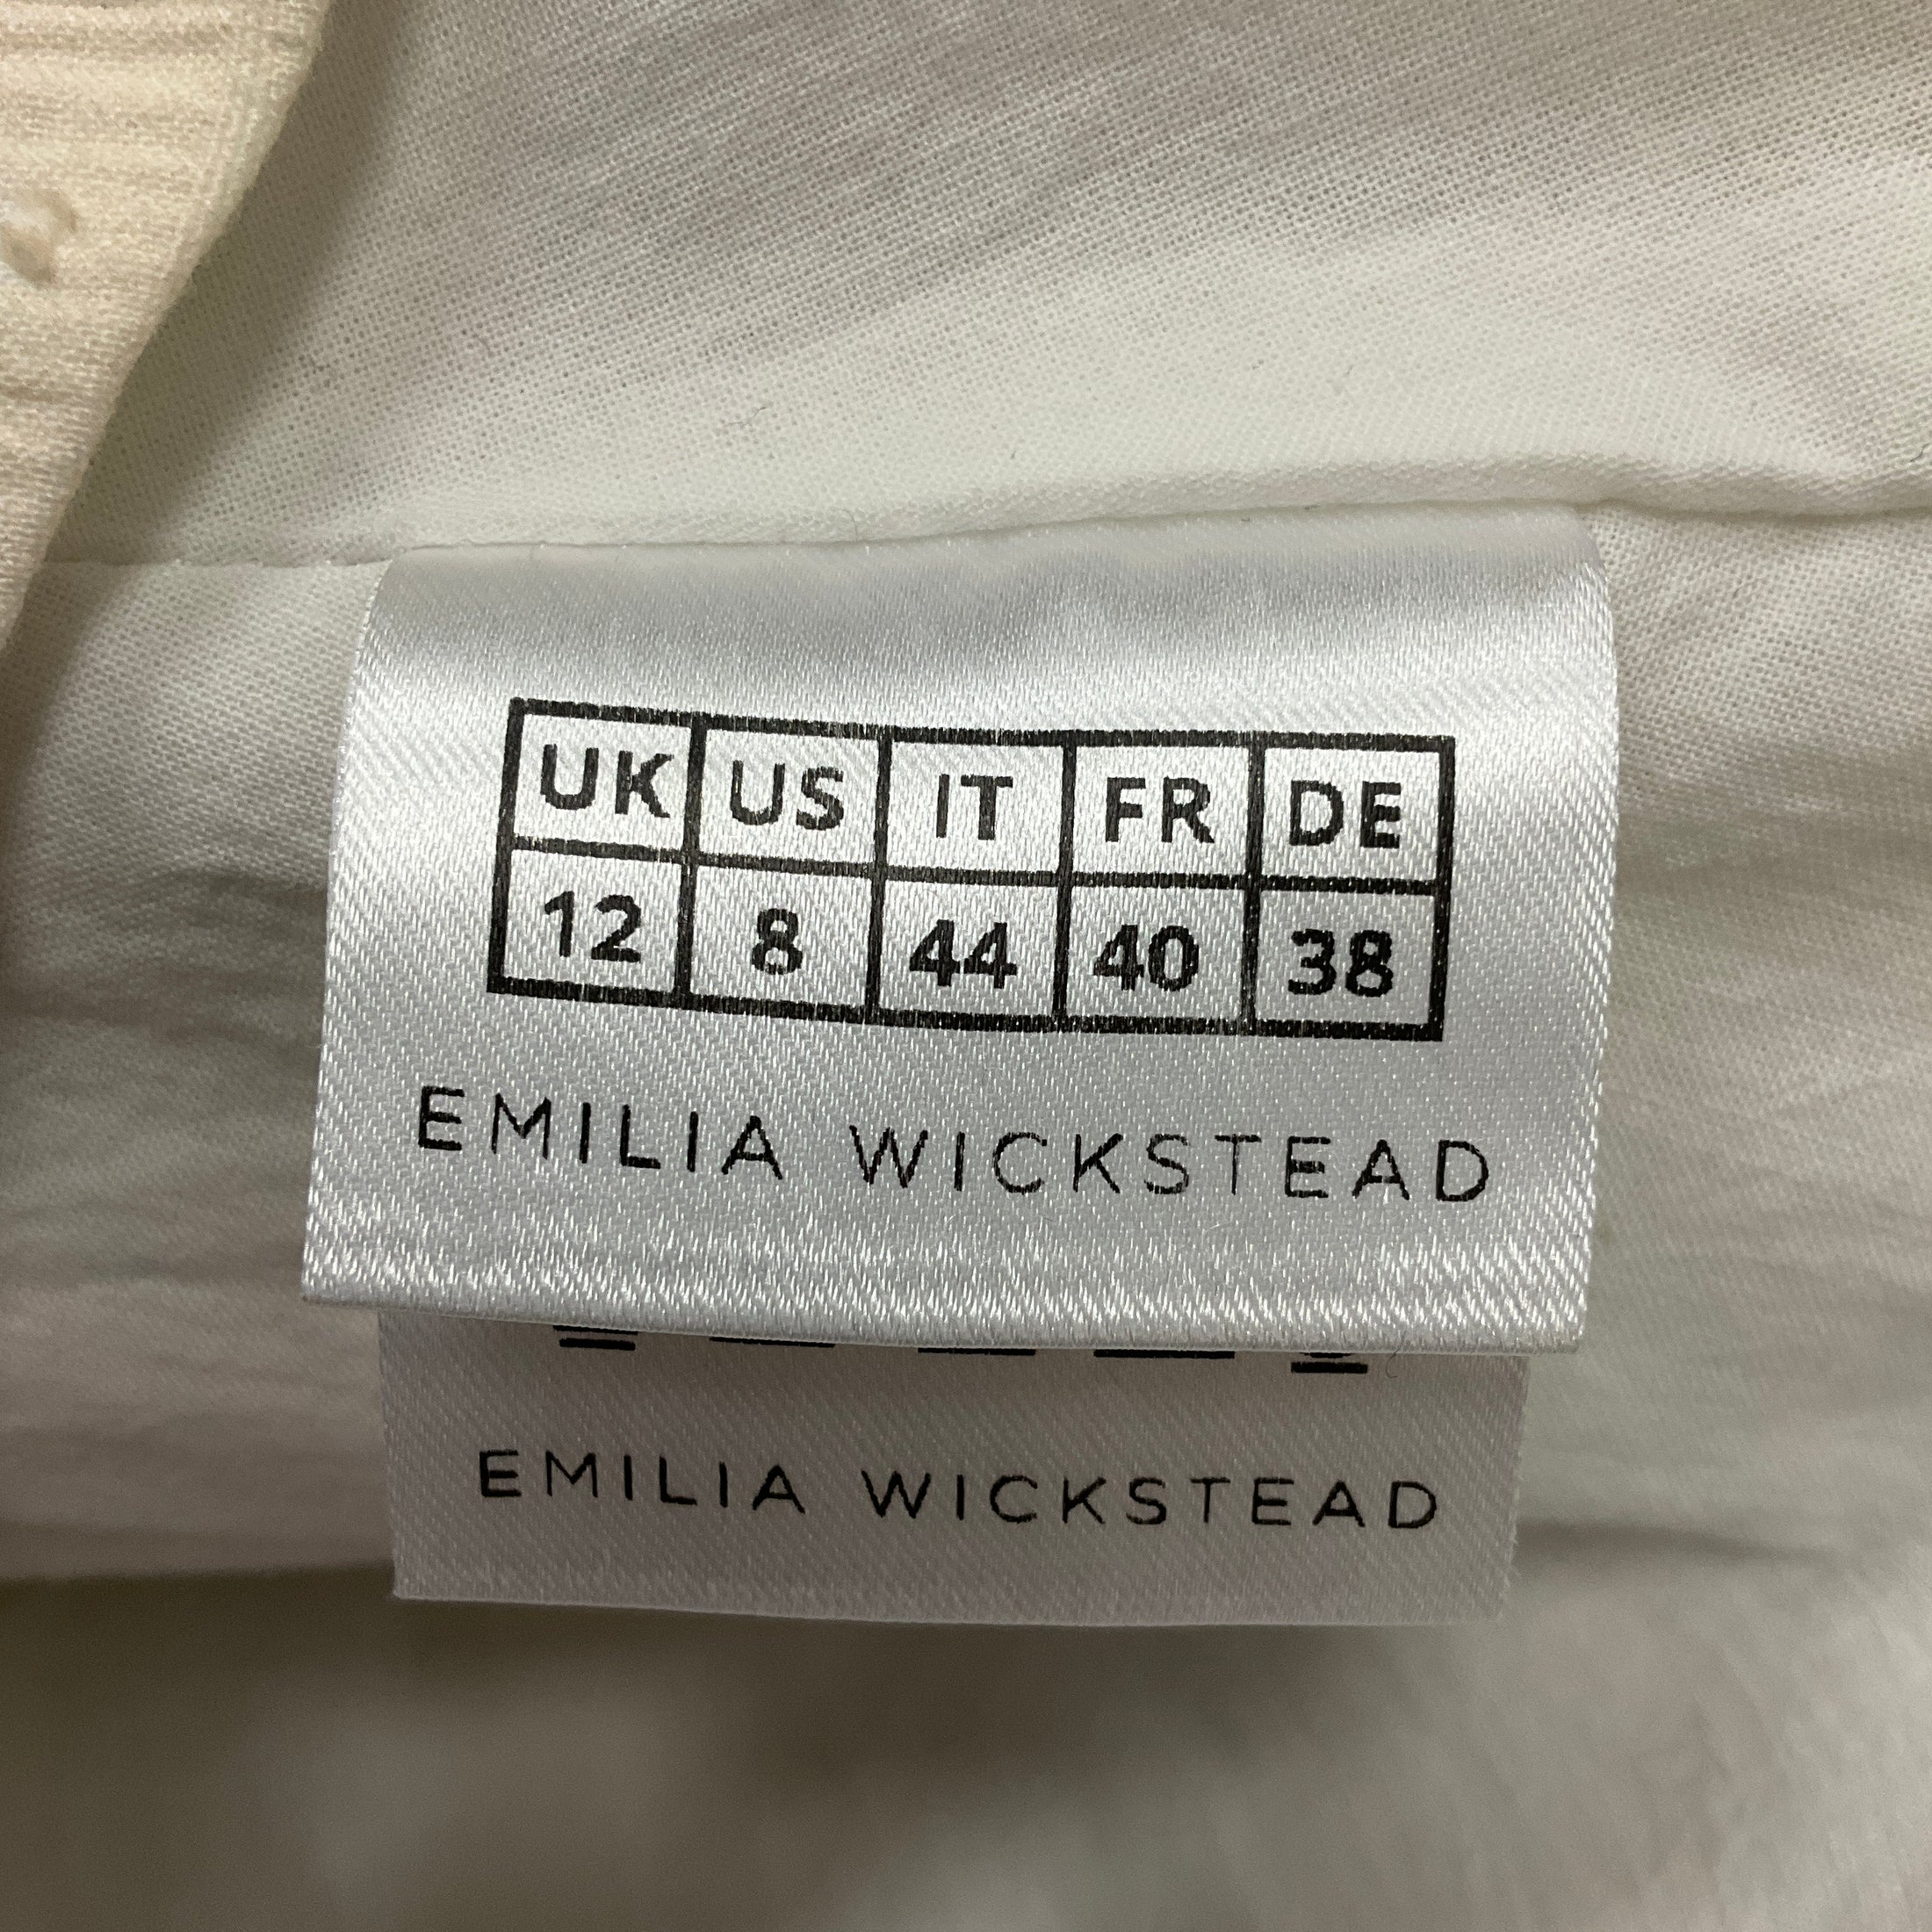 UK US IT FR DE
12 8 44 40 38
EMILIA WICKSTEAD
EMILIA WICKSTEAD